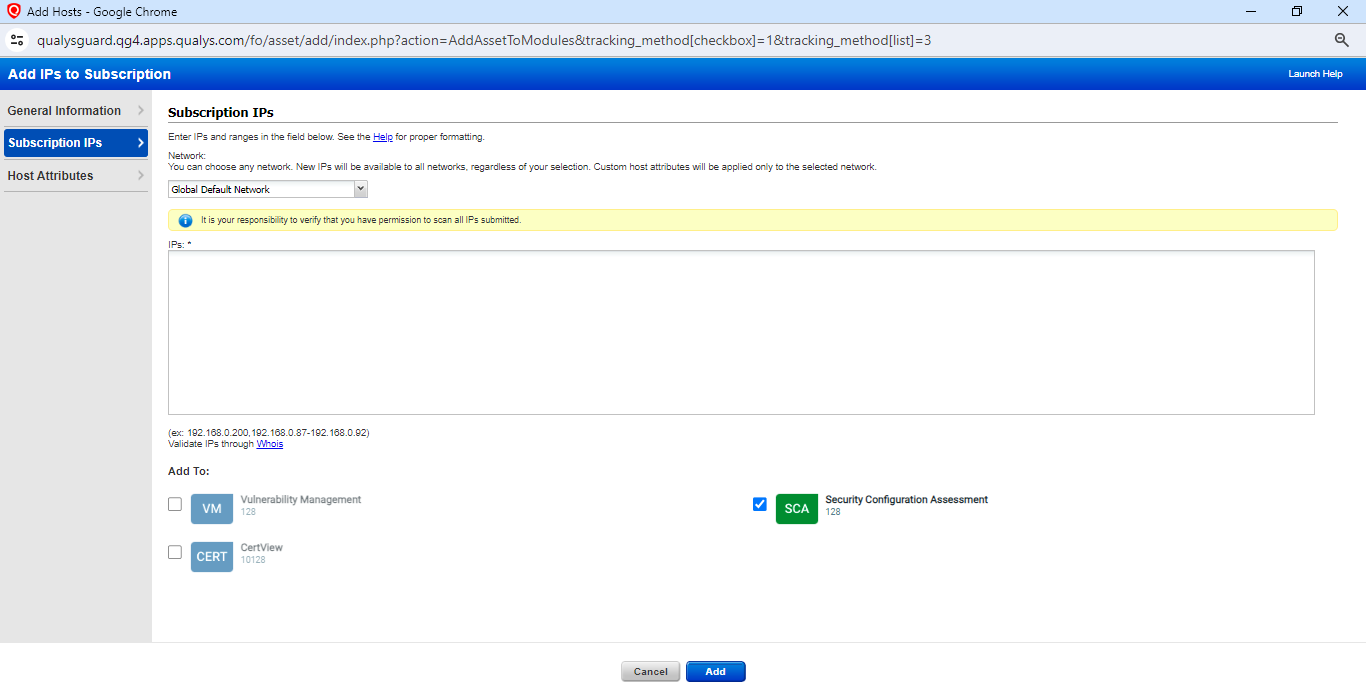 Add Hosts - Google Chrome
qualysguard.qg4.apps.qualys.com/fo/asset/add/index.php?action=AddAssetToModules&tracking_method[checkbox]=1&tracking_method[list]=3
Add IPs to Subscription
Launch Help
General Information
Subscription IPs
Host Attributes
Subscription IPs
Enter IPs and ranges in the field below. See the Help for proper formatting.
Network:
You can choose any network. New IPs will be available to all networks, regardless of your selection. Custom host attributes will be applied only to the selected network.
Global Default Network
It is your responsibility to verify that you have permission to scan all IPs submitted.
IPs: *
(ex: 192.168.0.200,192.168.0.87-192.168.0.92)
Validate IPs through Whois
Add To:
VM
Vulnerability Management
128
SCA
Security Configuration Assessment
128
CERT
CertView
10128
Cancel
Add